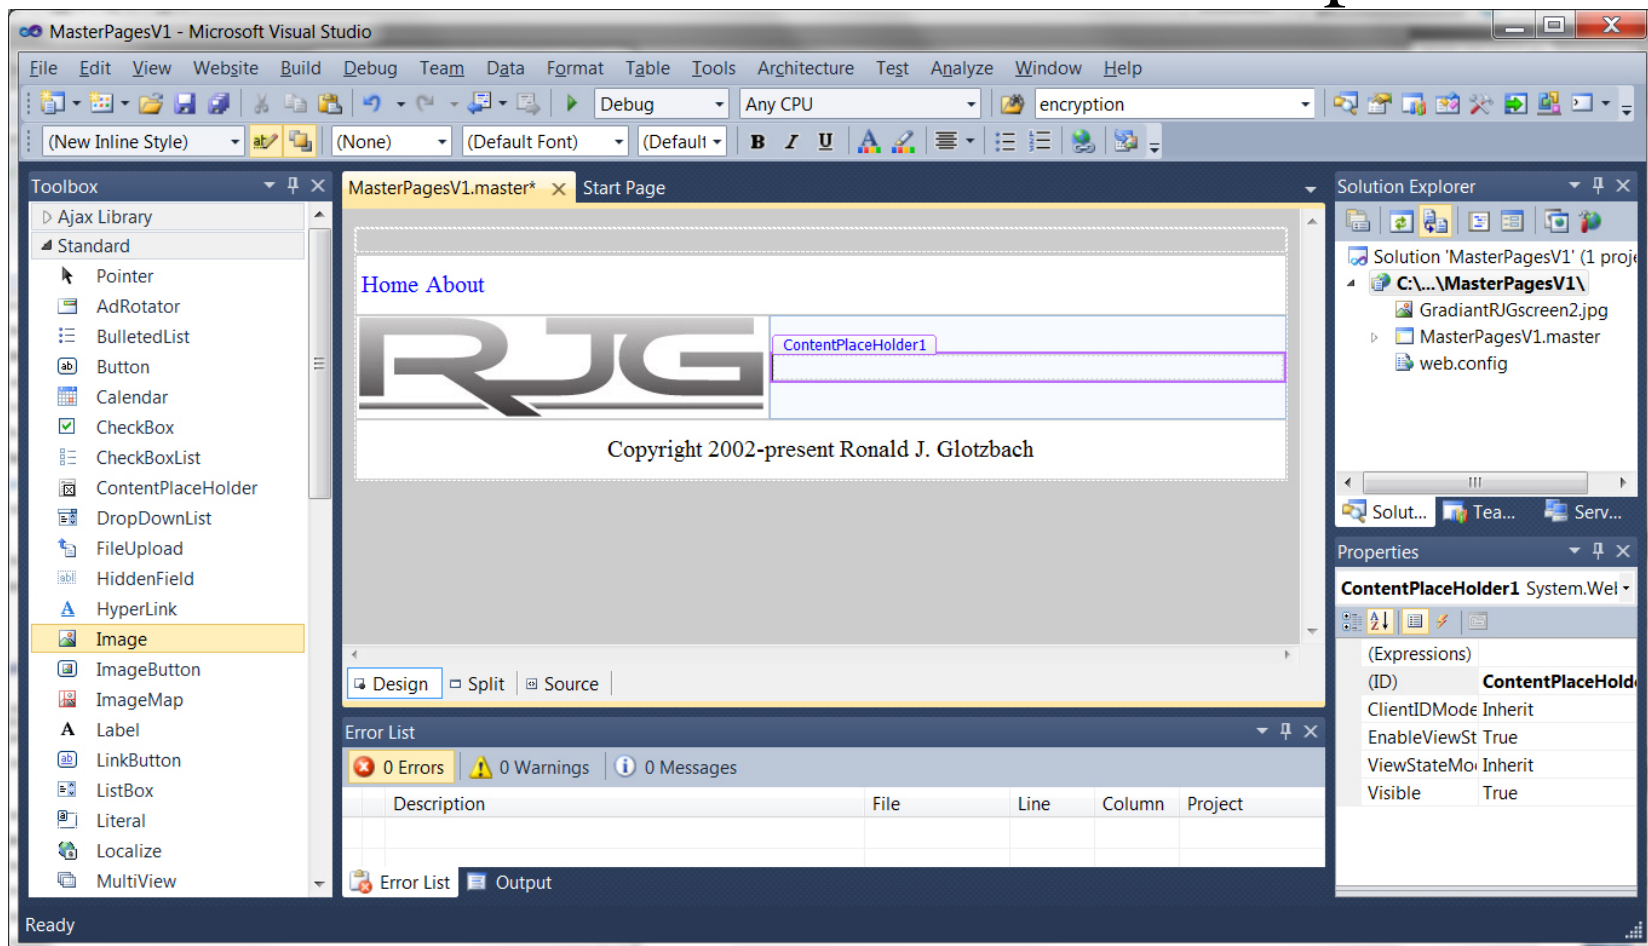 MasterPagesV1 - Microsoft Visual Studio
File Edit View Website Build Debug Team Data Format Table Tools Architecture Test Analyze Window Help
Debug Any CPU encryption
(New Inline Style) (None) (Default Font) (Default B I U
Toolbox
Ajax Library
Standard
Pointer
AdRotator
BulletedList
Button
Calendar
CheckBox
CheckBoxList
ContentPlaceHolder
DropDownList
FileUpload
HiddenField
HyperLink
Image
ImageButton
ImageMap
Label
LinkButton
ListBox
Literal
Localize
MultiView
MasterPagesV1.master* Start Page
Home About
RJG
ContentPlaceHolder1
Copyright 2002-present Ronald J. Glotzbach
Design Split Source
Error List
0 Errors 0 Warnings 0 Messages
Description File Line Column Project
Error List Output
Solution Explorer
Solution 'MasterPagesV1' (1 proje
C:\...\MasterPagesV1\
GradiantRJGscreen2.jpg
MasterPagesV1.master
web.config
Solut... Tea... Serv...
Properties
ContentPlaceHolder1 System.Wel
(Expressions)
(ID) ContentPlaceHold
ClientIDMode Inherit
EnableViewSt True
ViewStateMo Inherit
Visible True
Ready